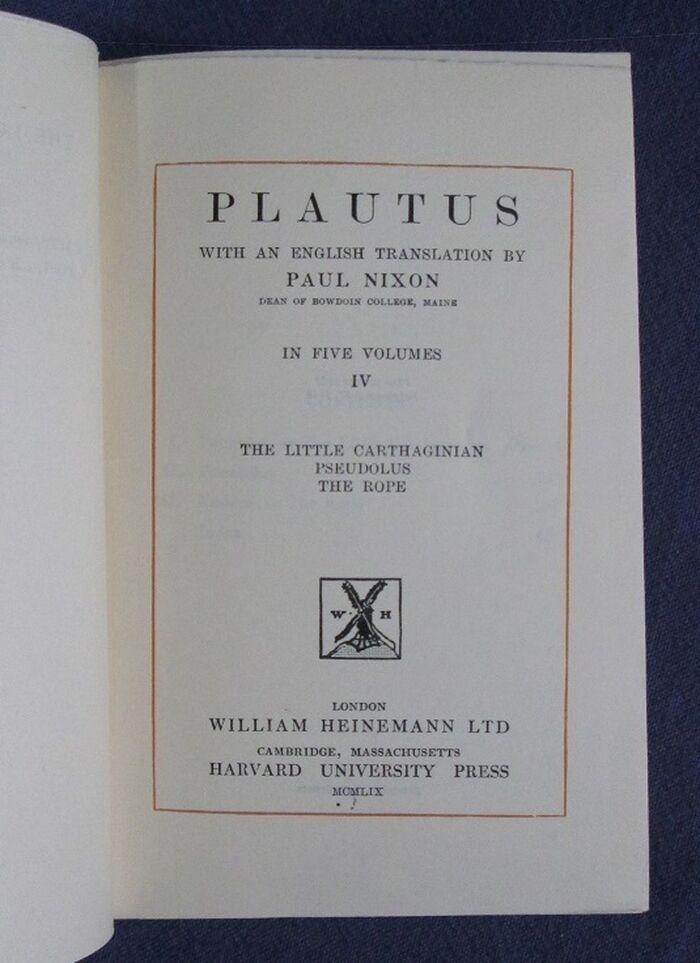 PLAUTUS
WITH AN ENGLISH TRANSLATION BY
PAUL NIXON
DEAN OF BOWDOIN COLLEGE, MAINE
IN FIVE VOLUMES
IV
THE LITTLE CARTHAGINIAN
PSEUDOLUS
THE ROPE
W · H
LONDON
WILLIAM HEINEMANN LTD
CAMBRIDGE, MASSACHUSETTS
HARVARD UNIVERSITY PRESS
MCMLIX